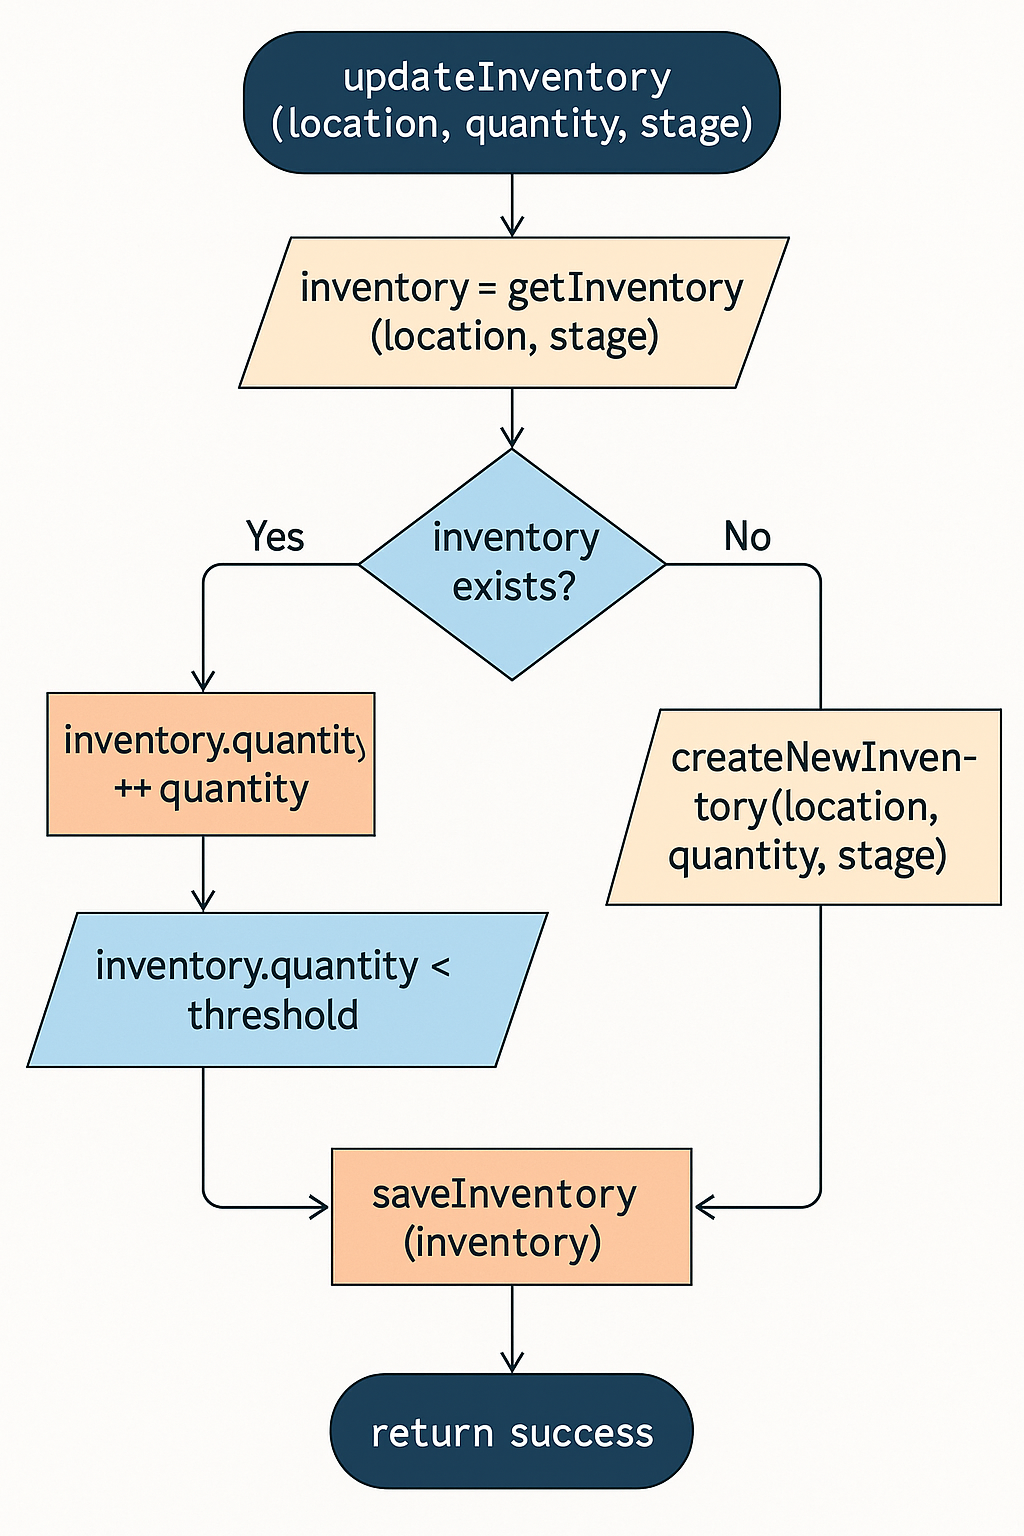 updateInventory
(location, quantity, stage)
inventory = getInventory
(location, stage)
inventory
exists?
Yes
No
inventory.quantity
++ quantity
createNewInven-
tory(location,
quantity, stage)
inventory.quantity <
threshold
saveInventory
(inventory)
return success